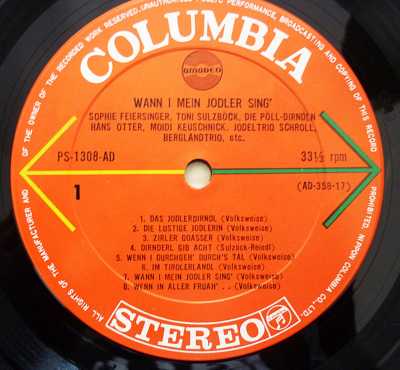 OF THE OWNER OF THE RECORDED WORK RESERVED.
PERFORMANCE, BROADCASTING AND COPYING OF THIS RECORD
COLUMBIA
amadeo
WANN I MEIN JODLER SING'
SOPHIE FEIERSINGER, TONI SULZBÖCK, DIE PÖLL-DIRNDEN
HANS OTTER, MOIDI KEUSCHNICK, JODELTRIO SCHROLL,
BERGLANDTRIO, etc.
PS-1308-AD
33⅓ rpm
1
(AD-358-17)
1. DAS JODLERDIRNDL (Volksweise)
2. DIE LUSTIGE JODLERIN (Volksweise)
3. ZIRLER DOASSER (Volksweise)
4. DIRNDERL GIB ACHT (Sulzöck-Reidf)
5. WENN I DURCHGEH' DURCH'S TAL (Volksweise)
6. IM TIROLERLANDL (Volksweise)
7. WANN I MEIN JODLER SING' (Volksweise)
8. WENN IN ALLER FRUAH'.. (Volksweise)
STEREO
ALL RIGHTS OF THE MANUFACTURER AND
PROHIBITED. NIPPON COLUMBIA CO., LTD.